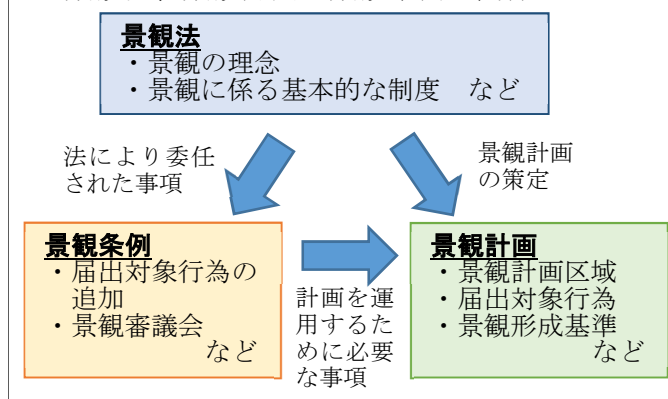 景観法
・景観の理念
・景観に係る基本的な制度　など
法により委任
された事項
景観計画
の策定
景観条例
・届出対象行為の
追加
・景観審議会
など
計画を運
用するた
めに必要
な事項
景観計画
・景観計画区域
・届出対象行為
・景観形成基準
など